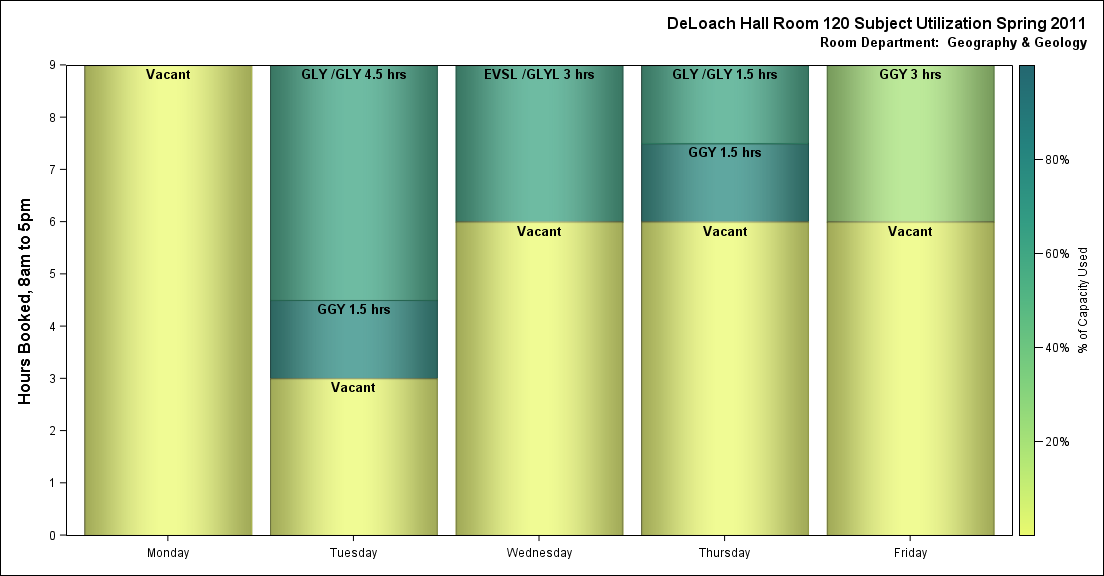 DeLoach Hall Room 120 Subject Utilization Spring 2011
Room Department:  Geography & Geology
Hours Booked, 8am to 5pm
9
8
7
6
5
4
3
2
1
0
Vacant
GLY /GLY 4.5 hrs
GGY 1.5 hrs
Vacant
EVSL /GLYL 3 hrs
Vacant
GLY /GLY 1.5 hrs
GGY 1.5 hrs
Vacant
GGY 3 hrs
Vacant
Monday
Tuesday
Wednesday
Thursday
Friday
80%
60%
40%
20%
% of Capacity Used